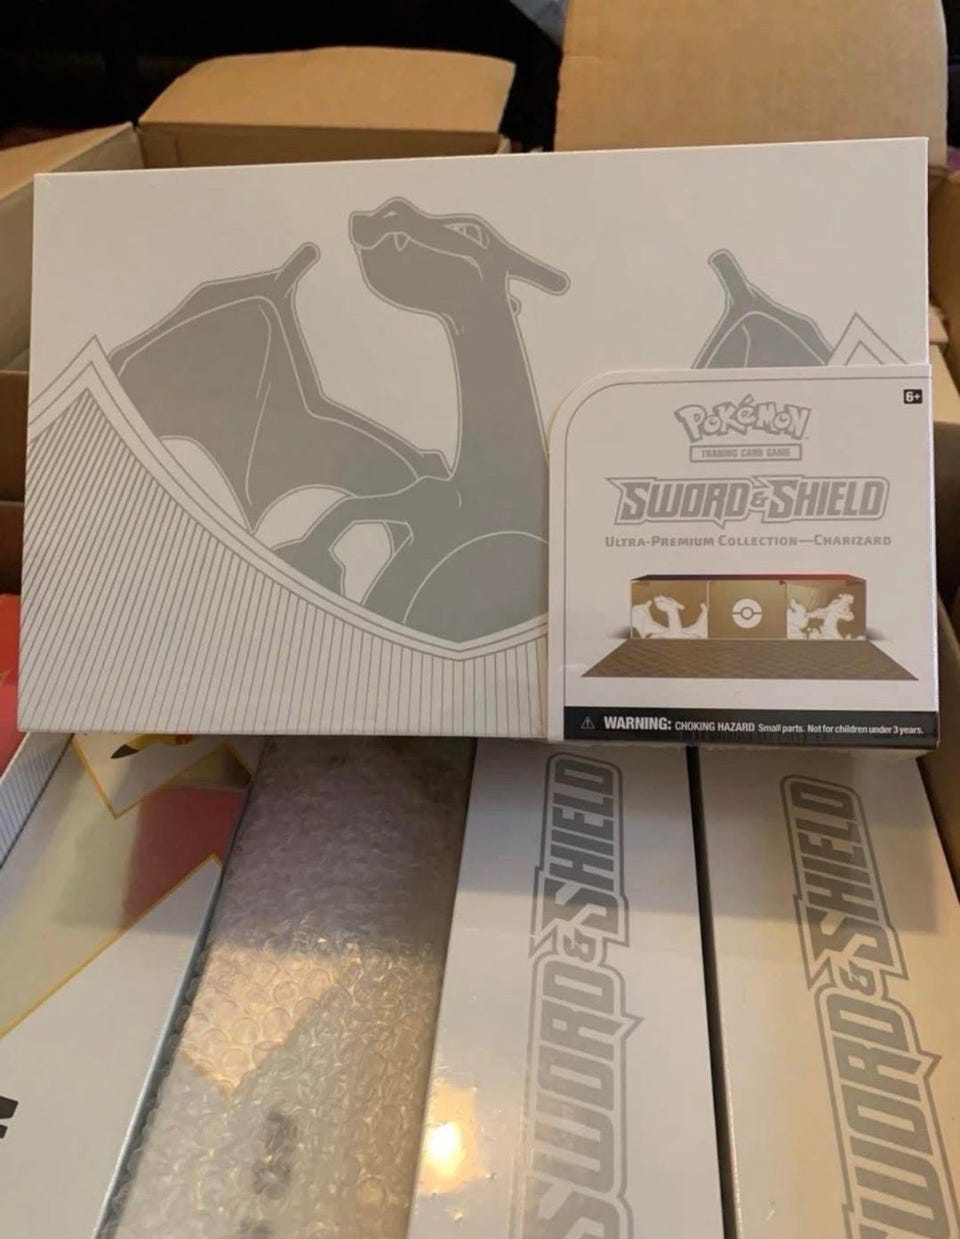 6+
POKéMON
TRADING CARD GAME
SWORD & SHIELD
ULTRA-PREMIUM COLLECTION—CHARIZARD
⚠ WARNING: CHOKING HAZARD Small parts. Not for children under 3 years.
SWORD & SHIELD
SWORD & SHIELD